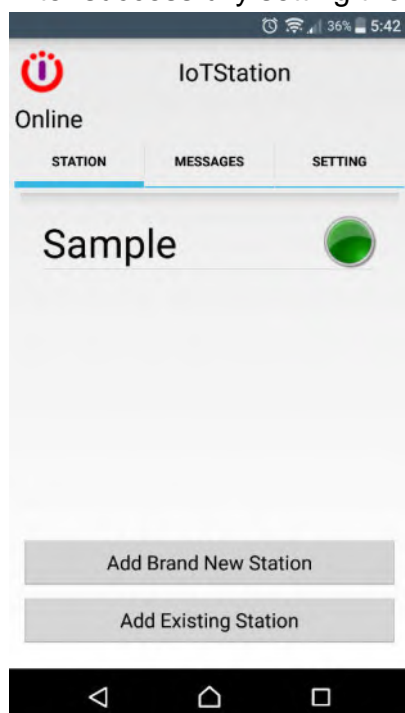 36% 5:42
IoTStation
Online
STATION MESSAGES SETTING
Sample
Add Brand New Station
Add Existing Station